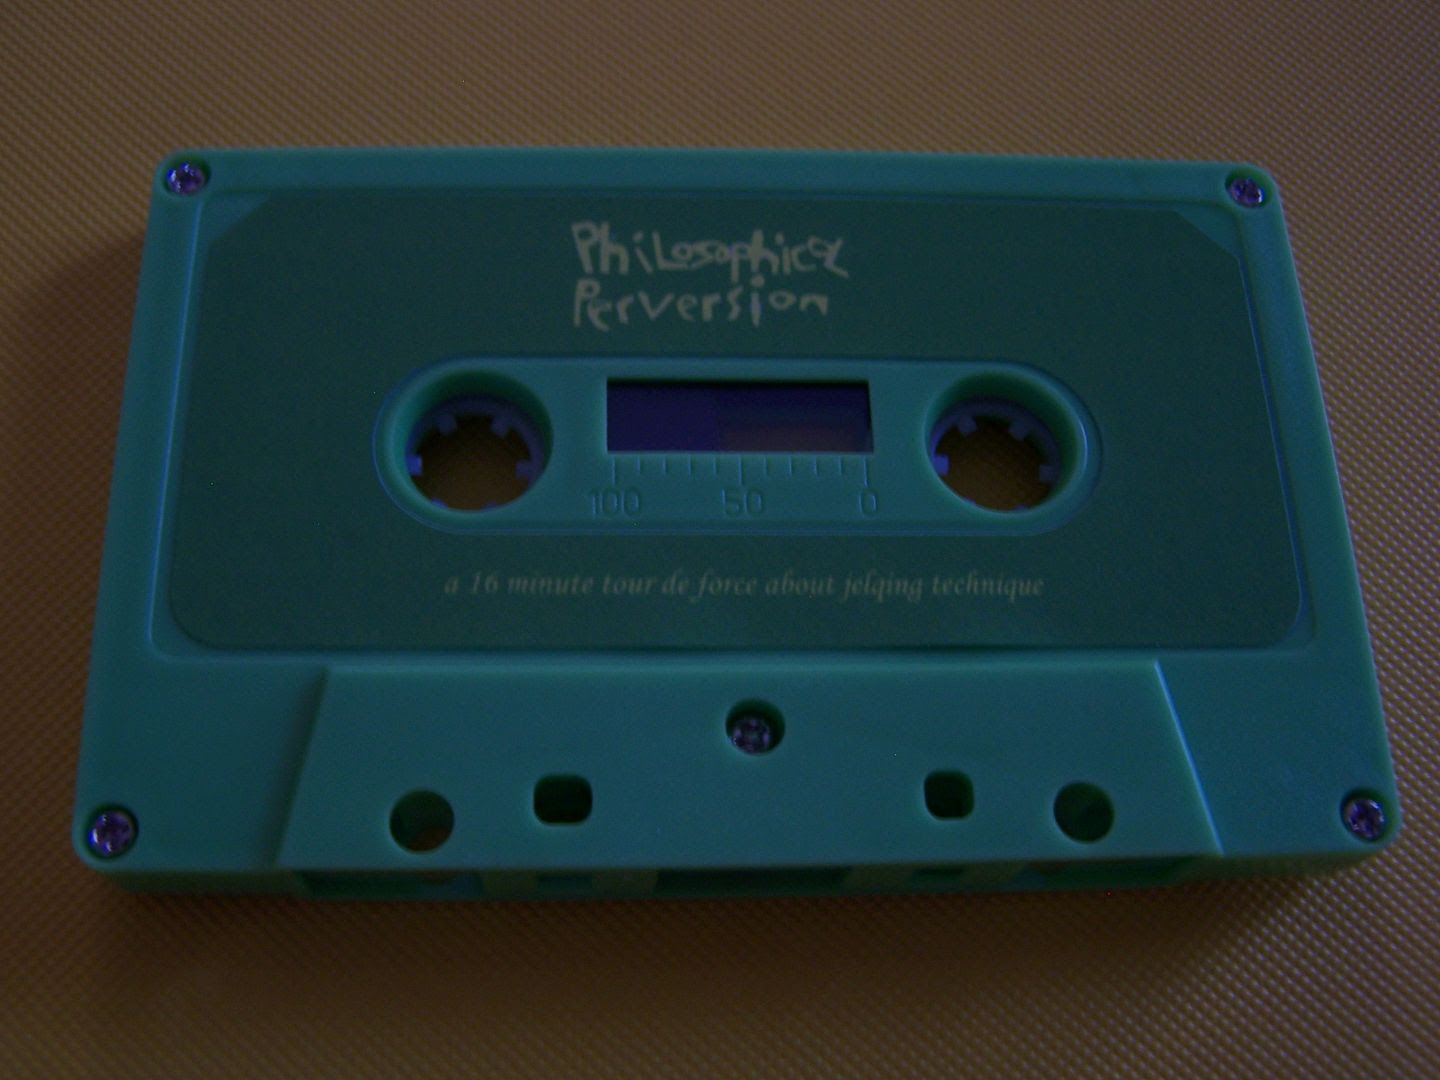 Philosophical
Perversion
100 50 0
a 16 minute tour de force about jelqing technique